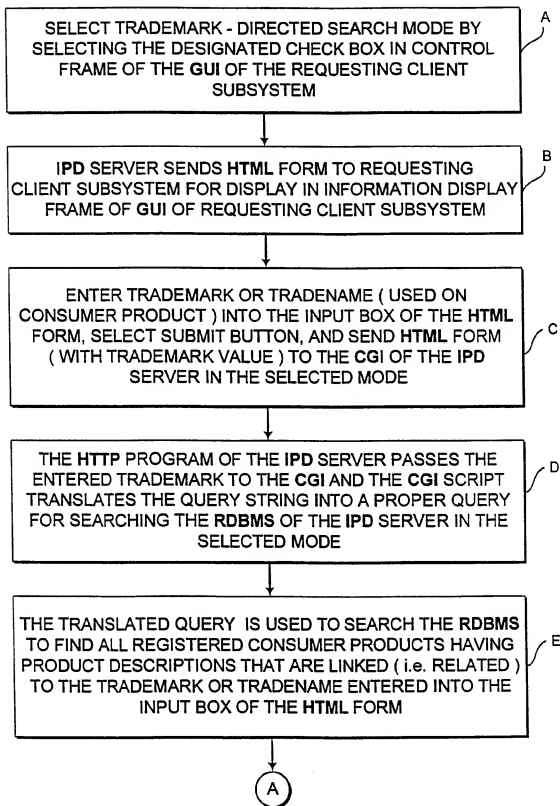 SELECT TRADEMARK - DIRECTED SEARCH MODE BY
SELECTING THE DESIGNATED CHECK BOX IN CONTROL
FRAME OF THE GUI OF THE REQUESTING CLIENT
SUBSYSTEM
A
IPD SERVER SENDS HTML FORM TO REQUESTING
CLIENT SUBSYSTEM FOR DISPLAY IN INFORMATION DISPLAY
FRAME OF GUI OF REQUESTING CLIENT SUBSYSTEM
B
ENTER TRADEMARK OR TRADENAME ( USED ON
CONSUMER PRODUCT ) INTO THE INPUT BOX OF THE HTML
FORM, SELECT SUBMIT BUTTON, AND SEND HTML FORM
( WITH TRADEMARK VALUE ) TO THE CGI OF THE IPD
SERVER IN THE SELECTED MODE
C
THE HTTP PROGRAM OF THE IPD SERVER PASSES THE
ENTERED TRADEMARK TO THE CGI AND THE CGI SCRIPT
TRANSLATES THE QUERY STRING INTO A PROPER QUERY
FOR SEARCHING THE RDBMS OF THE IPD SERVER IN THE
SELECTED MODE
D
THE TRANSLATED QUERY IS USED TO SEARCH THE RDBMS
TO FIND ALL REGISTERED CONSUMER PRODUCTS HAVING
PRODUCT DESCRIPTIONS THAT ARE LINKED ( i.e. RELATED )
TO THE TRADEMARK OR TRADENAME ENTERED INTO THE
INPUT BOX OF THE HTML FORM
E
A